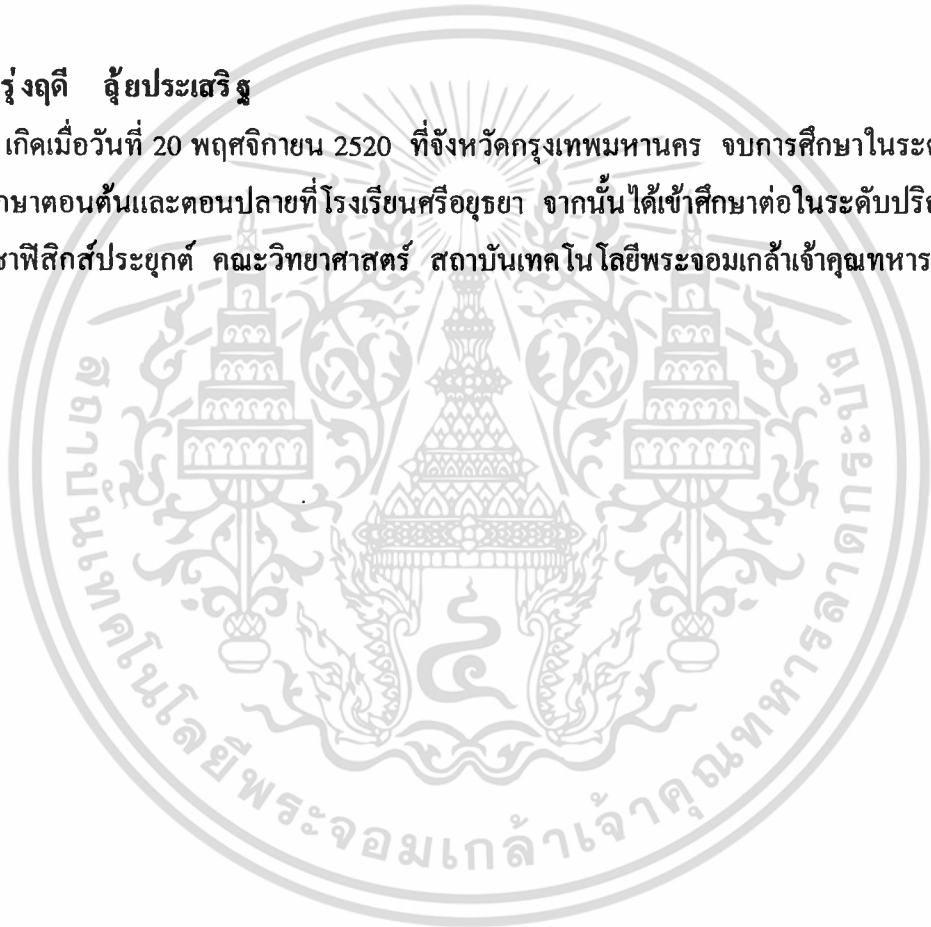 รุ่งฤดี อุ้ยประเสริฐ
เกิดเมื่อวันที่ 20 พฤศจิกายน 2520 ที่จังหวัดกรุงเทพมหานคร จบการศึกษาในระด
กษาตอนต้นและตอนปลายที่โรงเรียนศรีอยุธยา จากนั้นได้เข้าศึกษาต่อในระดับปริญ
ชาฟิสิกส์ประยุกต์ คณะวิทยาศาสตร์ สถาบันเทคโนโลยีพระจอมเกล้าเจ้าคุณทหาร
สถาบันเทคโนโลยีพระจอมเกล้าเจ้าคุณทหารลาดกระบัง